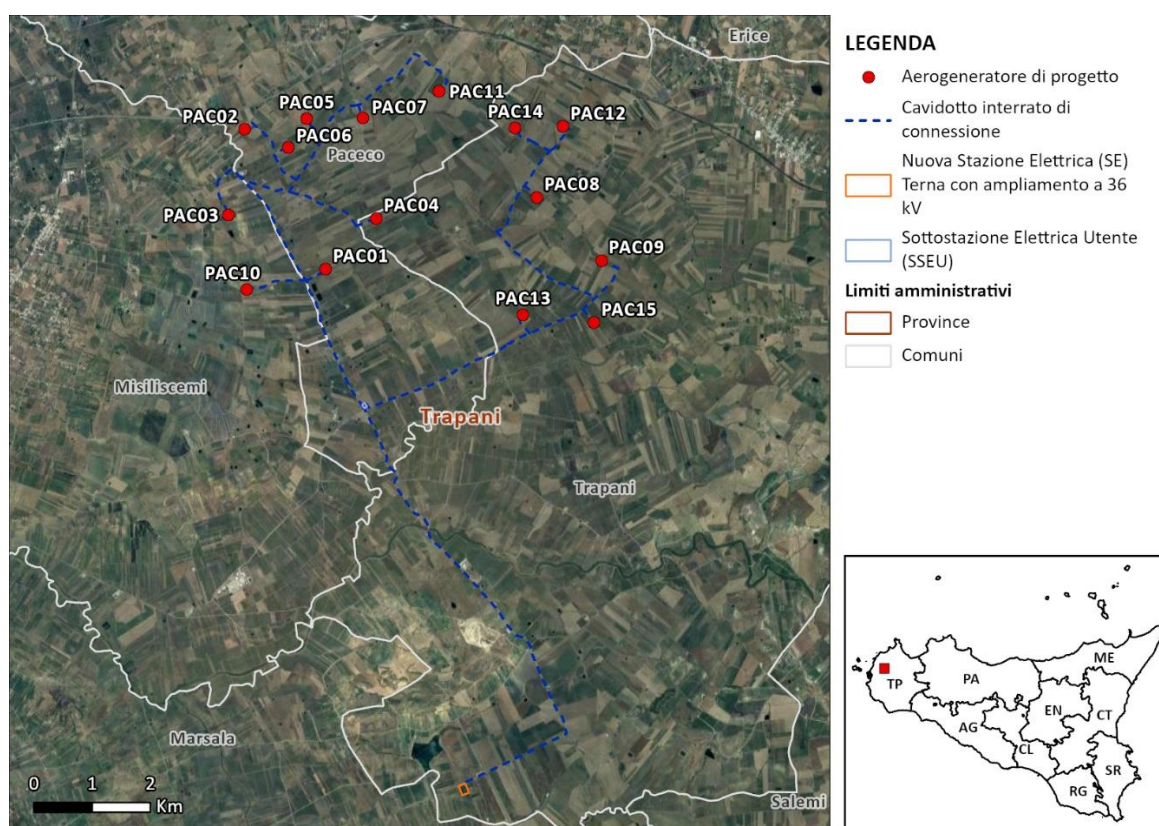 Erice
PAC11
PAC05
PAC07
PAC02
PAC14
PAC12
PAC06
Paceco
PAC08
PAC03
PAC04
PAC09
PAC01
PAC10
PAC13
PAC15
Misiliscemi
Trapani
Trapani
Marsala
0 1 2
Km
Salemi
LEGENDA
Aerogeneratore di progetto
Cavidotto interrato di
connessione
Nuova Stazione Elettrica (SE)
Terna con ampliamento a 36
kV
Sottostazione Elettrica Utente
(SSEU)
Limiti amministrativi
Province
Comuni
ME
PA
TP
EN
CT
AG
CL
SR
RG